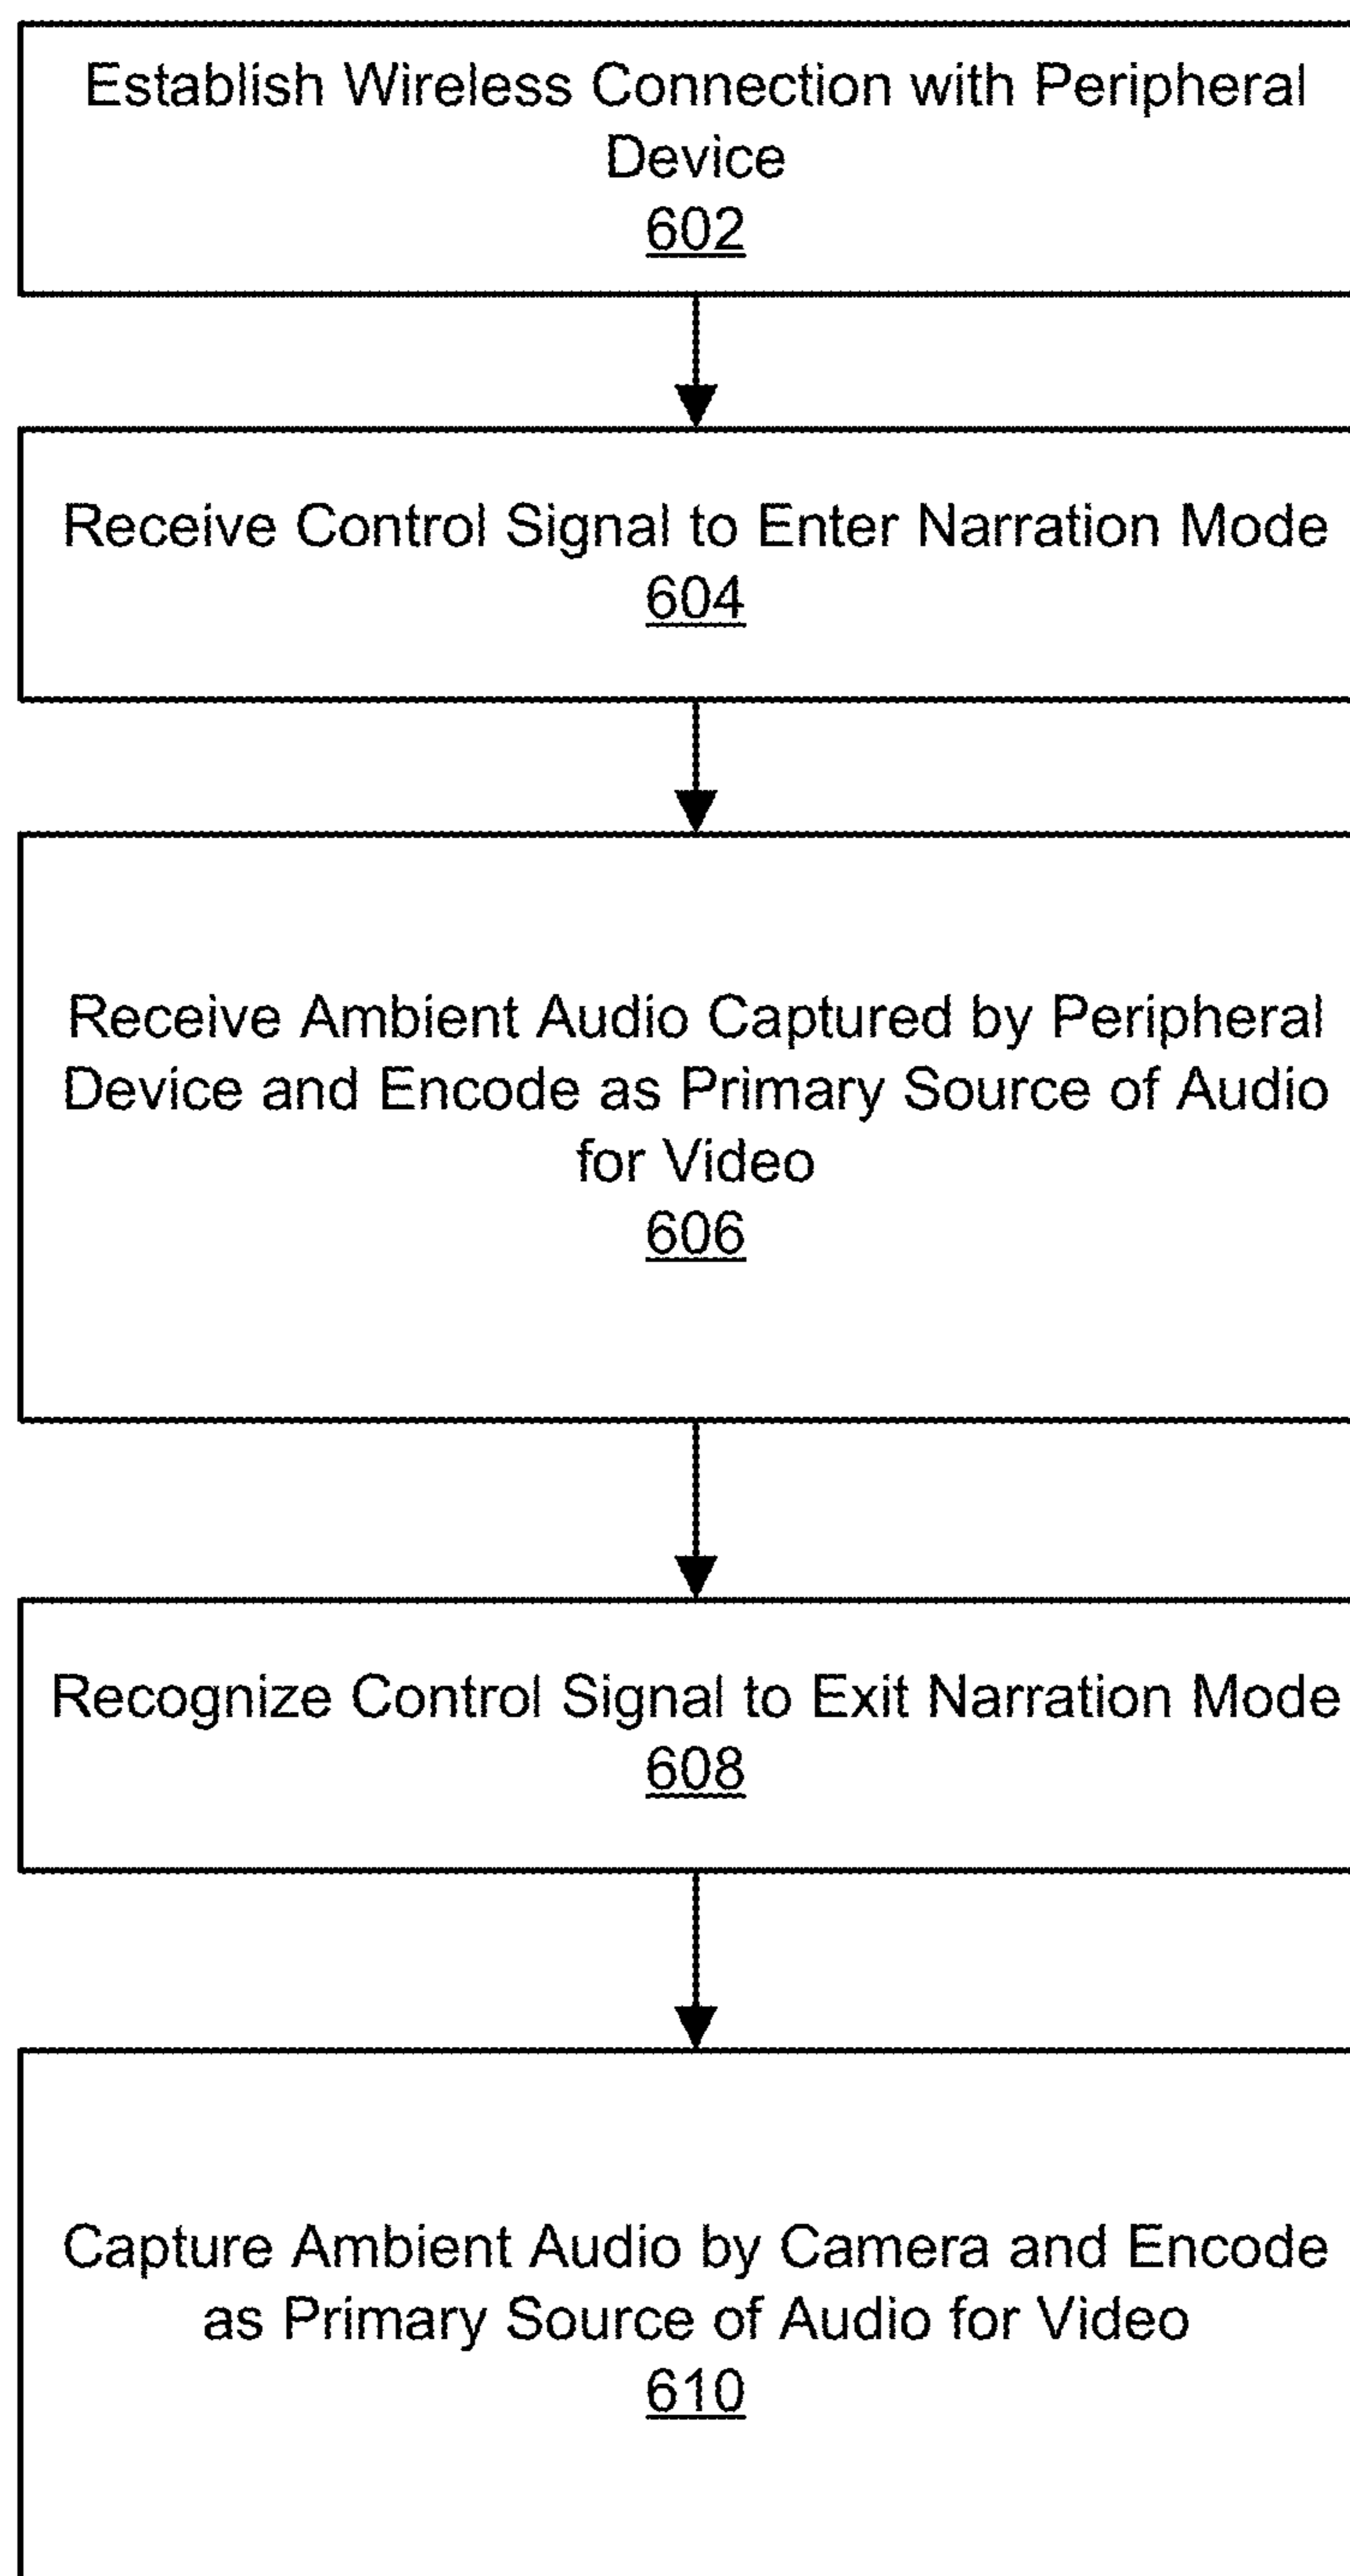 Establish Wireless Connection with Peripheral
Device
602
Receive Control Signal to Enter Narration Mode
604
Receive Ambient Audio Captured by Peripheral
Device and Encode as Primary Source of Audio
for Video
606
Recognize Control Signal to Exit Narration Mode
608
Capture Ambient Audio by Camera and Encode
as Primary Source of Audio for Video
610